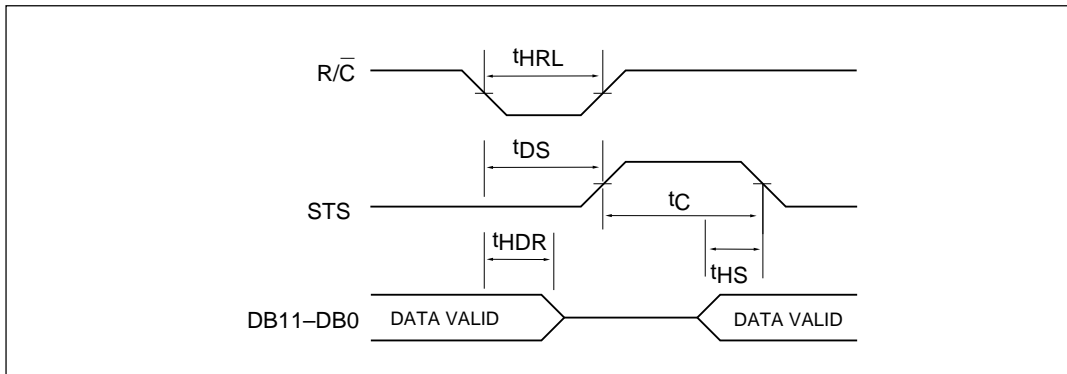 tHRL
R/C̅
tDS
STS
tC
tHDR
tHS
DB11–DB0
DATA VALID
DATA VALID